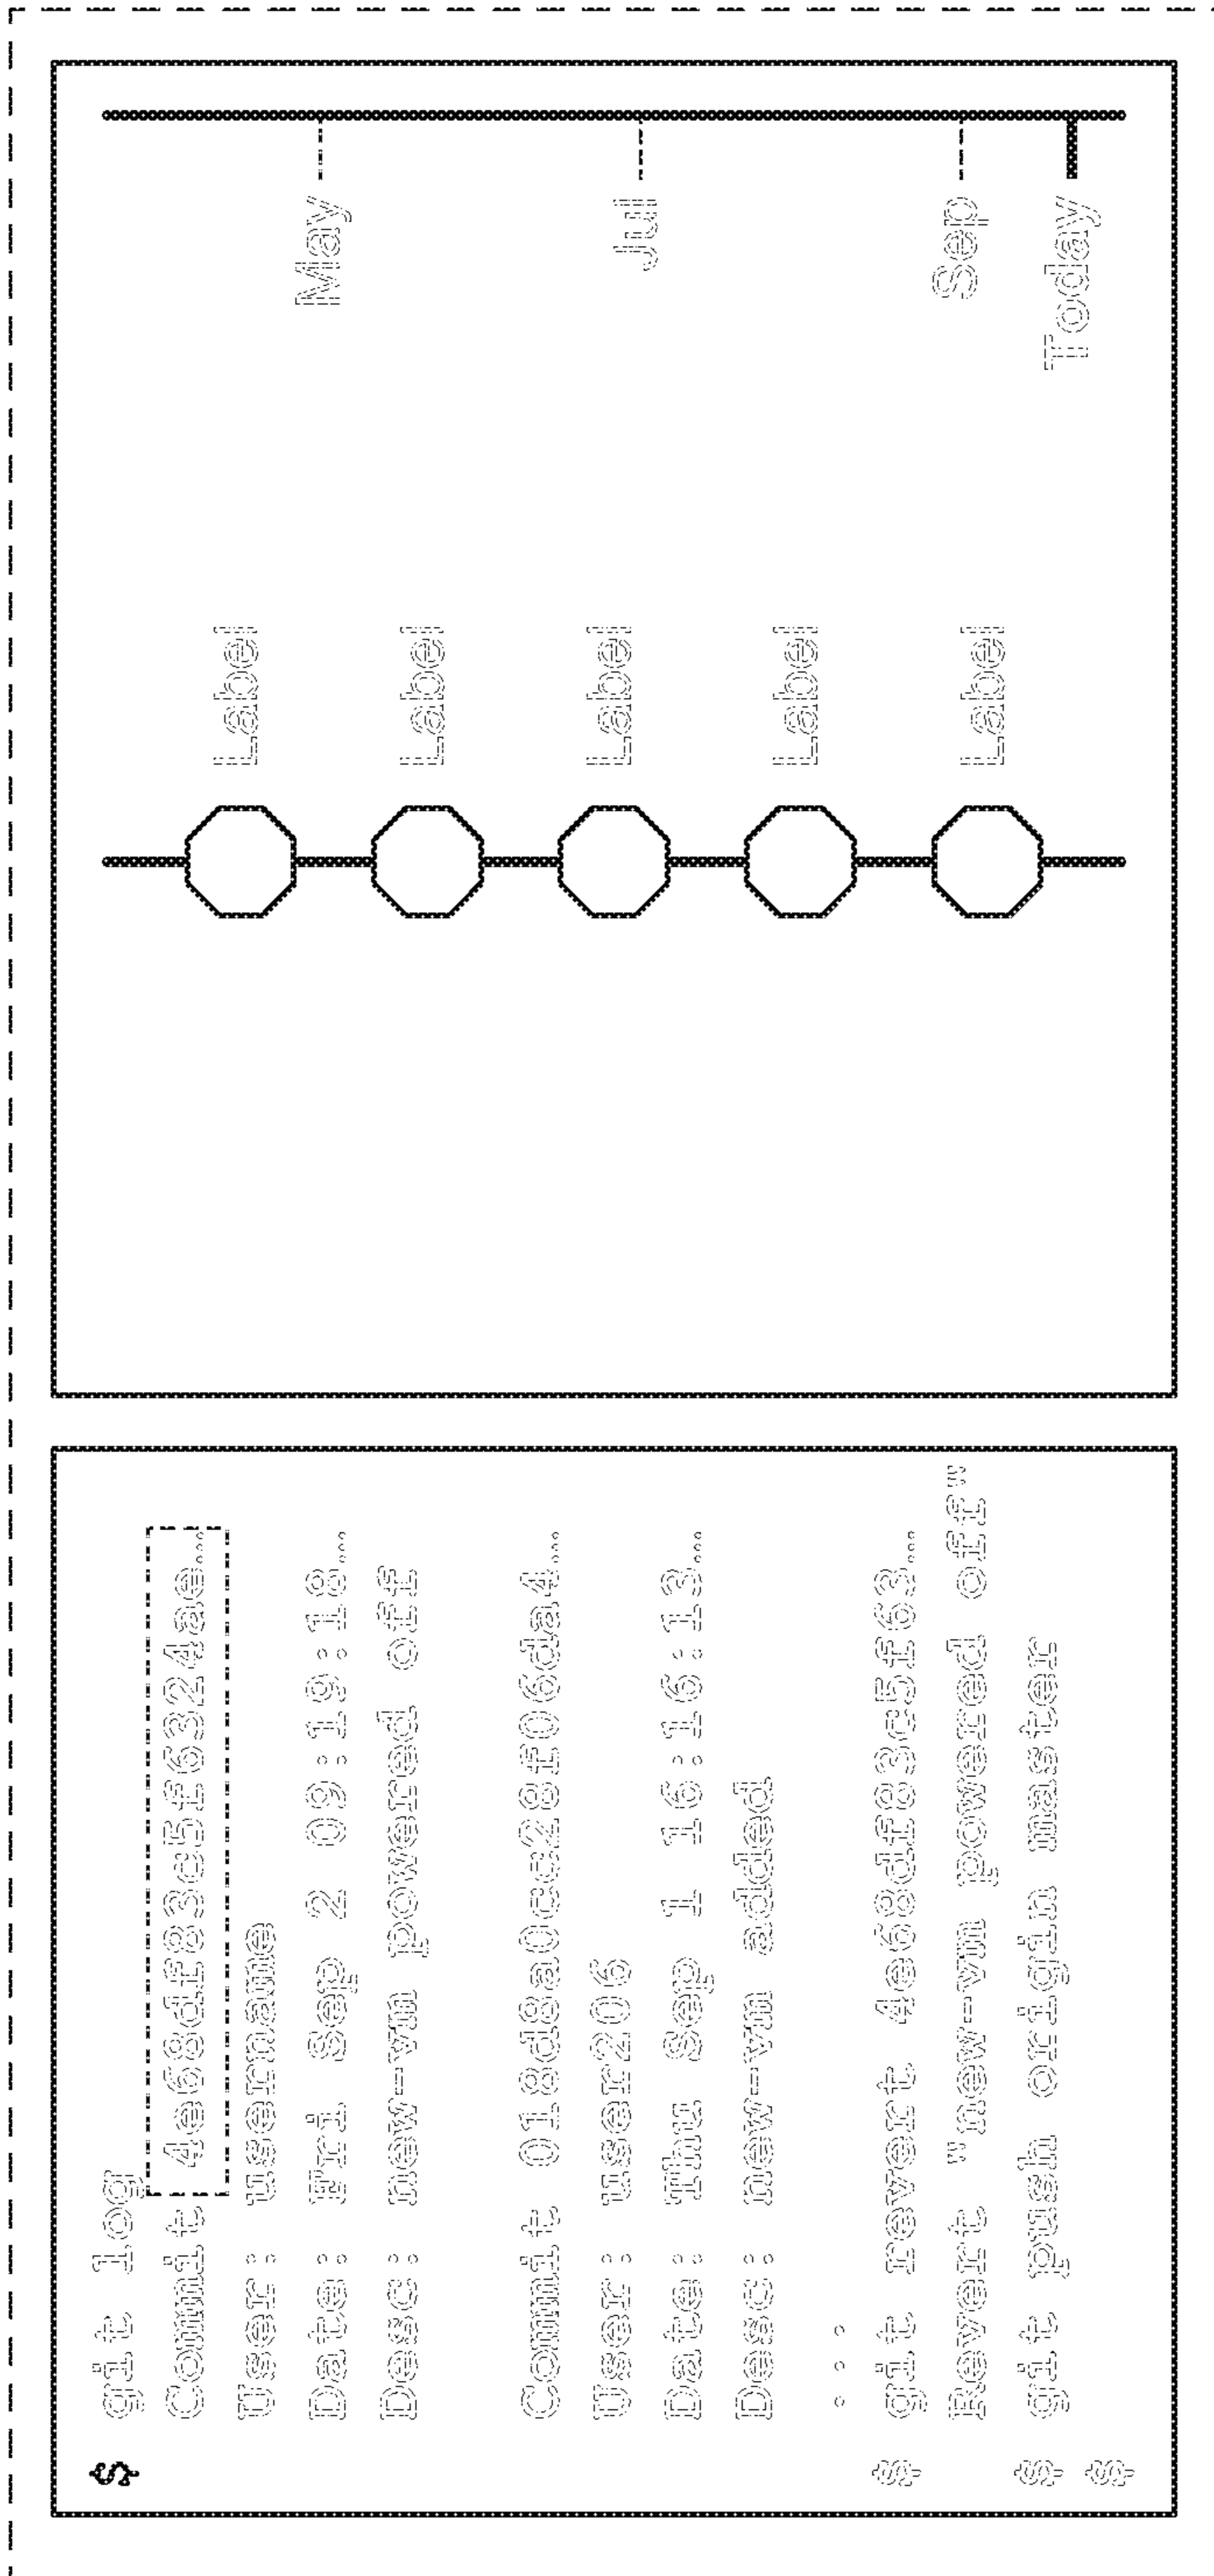 $ git log
Commit 4e68df83c5f6324ae...
User: username
Date: Fri Sep 2 09:19:18...
Desc: new-vm powered off
Commit 018d8a0cc28f06da4...
User: user206
Date: Thu Sep 1 16:16:13...
Desc: new-vm added
. .
$ git revert 4e68df83c5f63...
Revert "new-vm powered off"
$ git push origin master
$
Label
Label
Label
Label
Label
May
Jul
Sep
Today